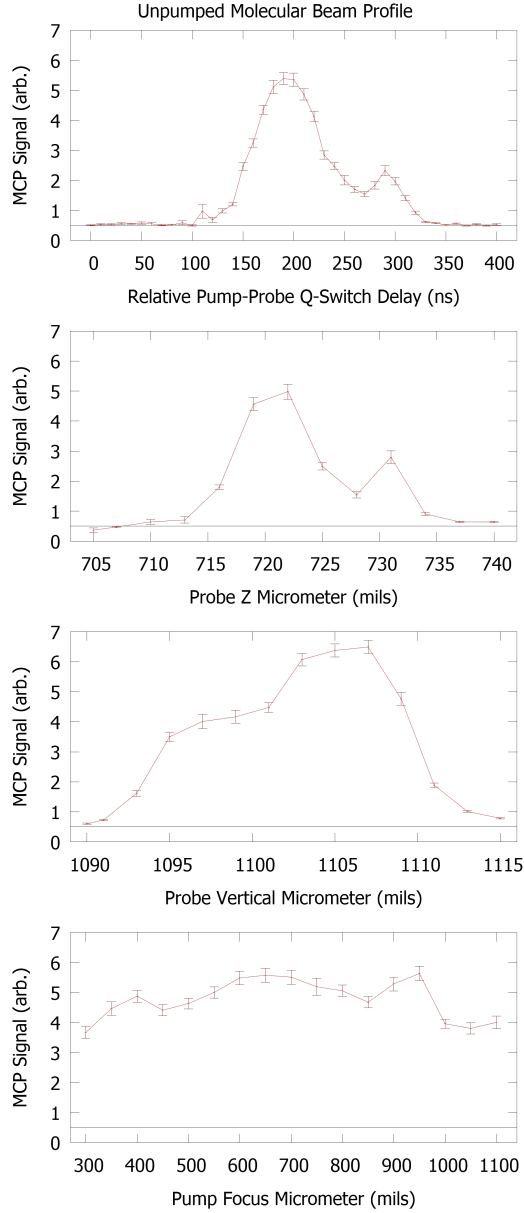 Unpumped Molecular Beam Profile
7
6
5
4
3
2
1
0
MCP Signal (arb.)
0 50 100 150 200 250 300 350 400
Relative Pump-Probe Q-Switch Delay (ns)
7
6
5
4
3
2
1
0
MCP Signal (arb.)
705 710 715 720 725 730 735 740
Probe Z Micrometer (mils)
7
6
5
4
3
2
1
0
MCP Signal (arb.)
1090 1095 1100 1105 1110 1115
Probe Vertical Micrometer (mils)
7
6
5
4
3
2
1
0
MCP Signal (arb.)
300 400 500 600 700 800 900 1000 1100
Pump Focus Micrometer (mils)